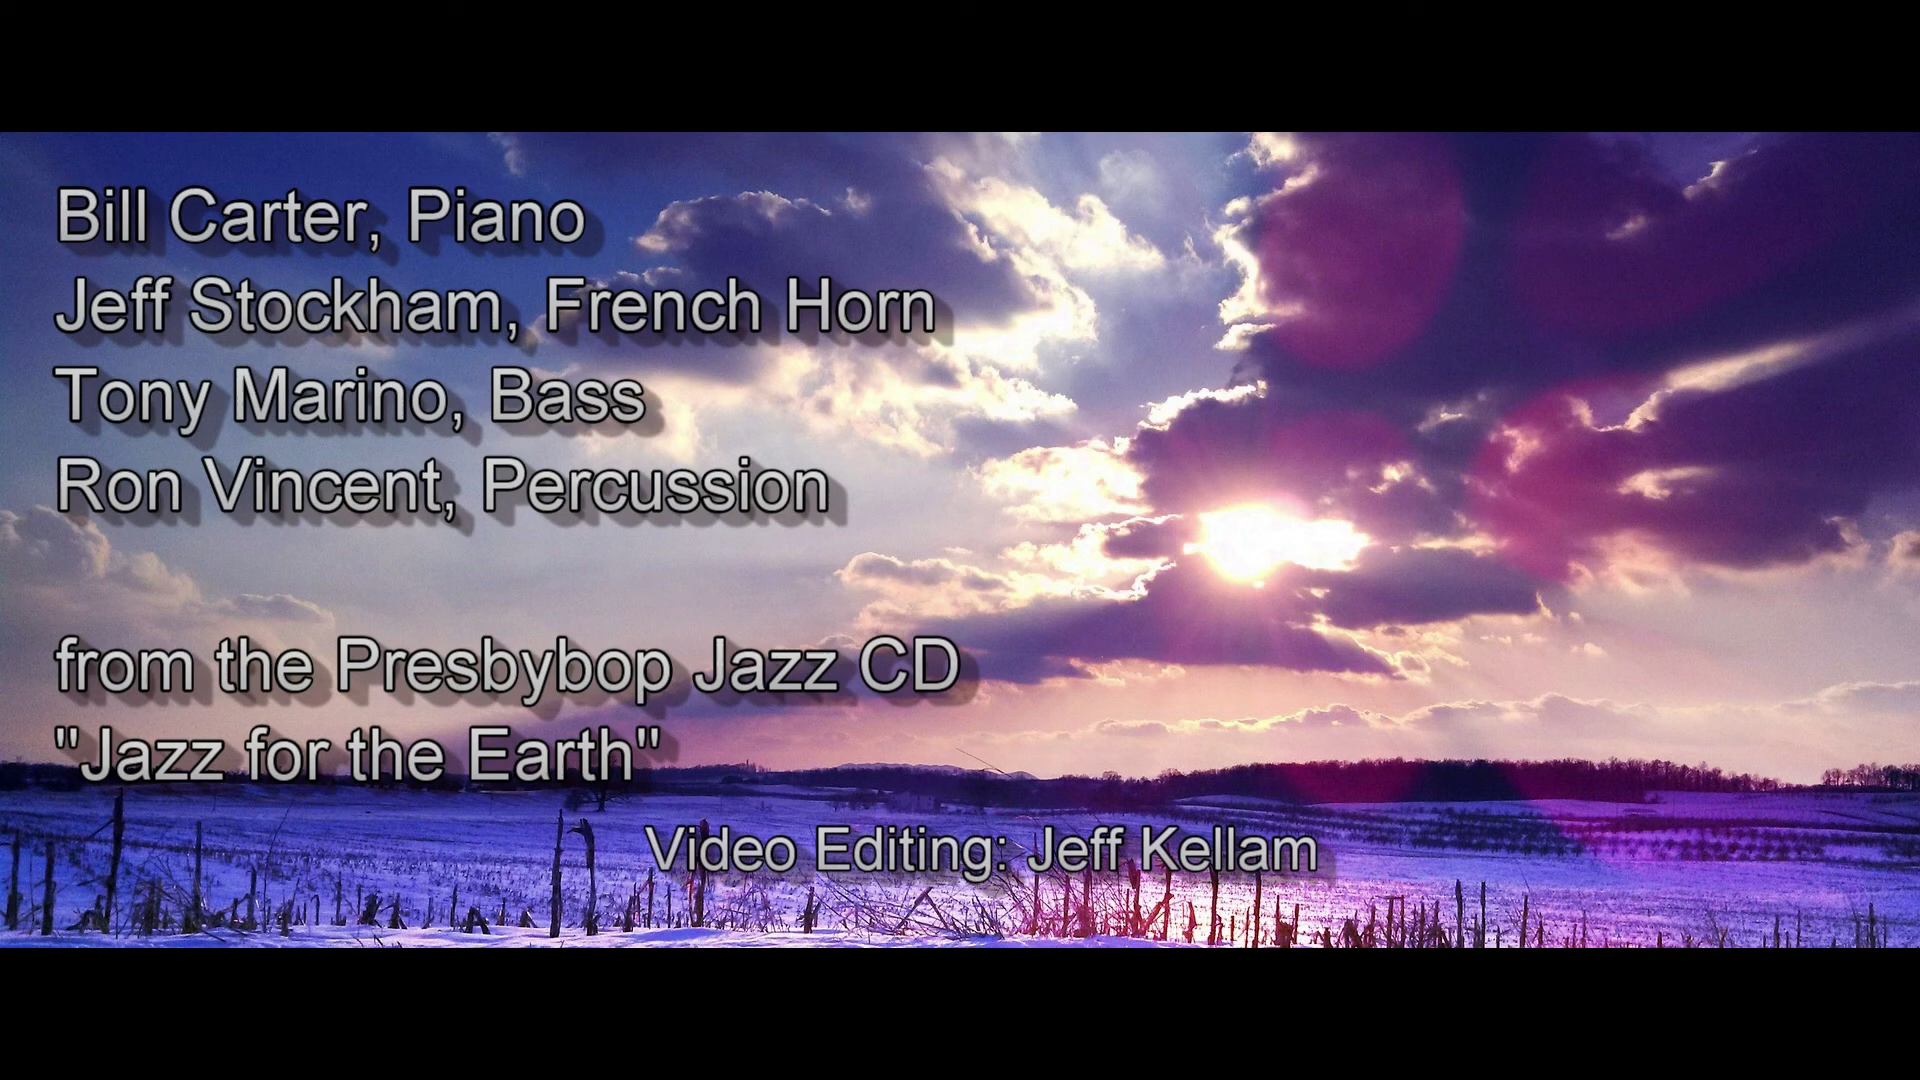 Bill Carter, Piano
Jeff Stockham, French Horn
Tony Marino, Bass
Ron Vincent, Percussion
from the Presbybop Jazz CD
"Jazz for the Earth"
Video Editing: Jeff Kellam